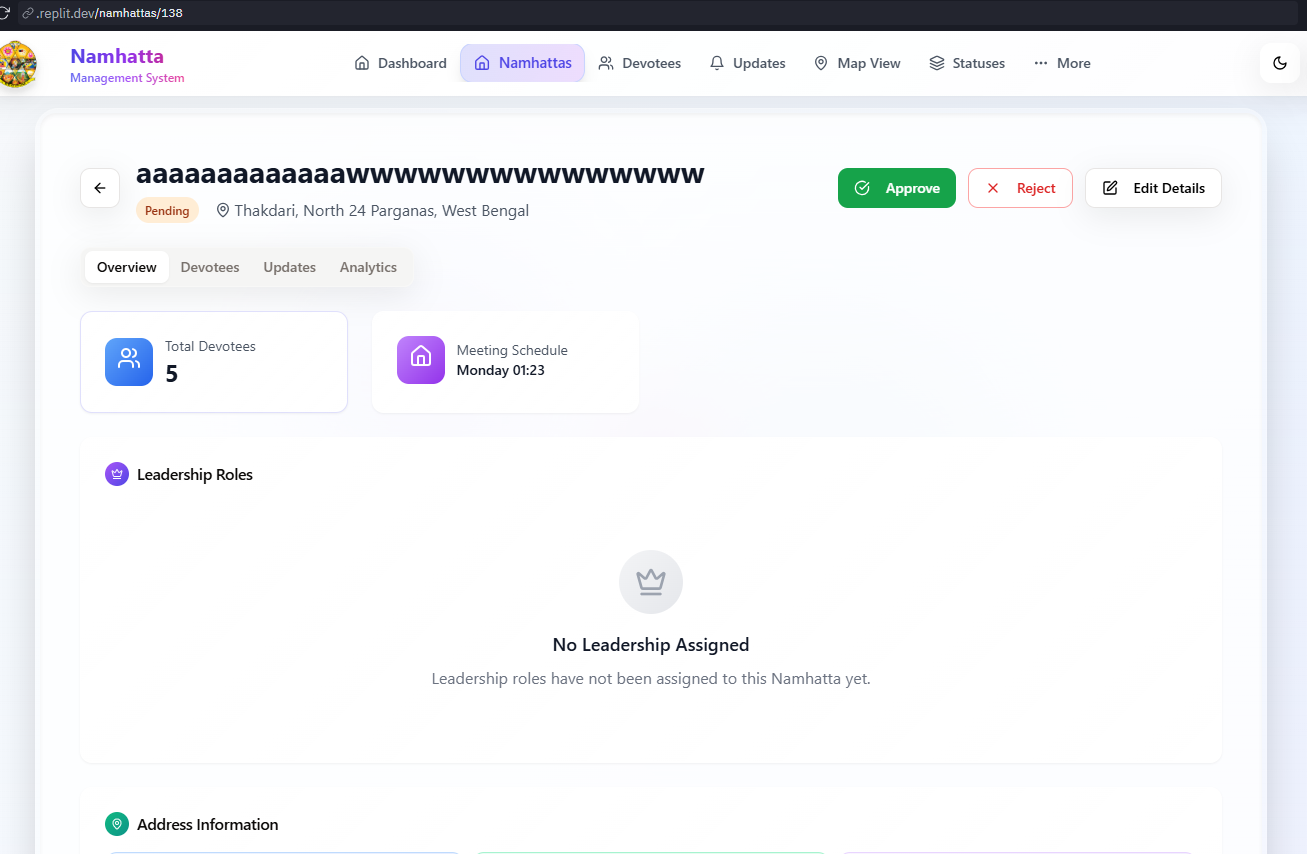 .replit.dev/namhattas/138
Namhatta
Management System
Dashboard
Namhattas
Devotees
Updates
Map View
Statuses
More
aaaaaaaaaaaaawwwwwwwwwwwwwww
Pending
Thakdari, North 24 Parganas, West Bengal
Approve
Reject
Edit Details
Overview
Devotees
Updates
Analytics
Total Devotees
5
Meeting Schedule
Monday 01:23
Leadership Roles
No Leadership Assigned
Leadership roles have not been assigned to this Namhatta yet.
Address Information